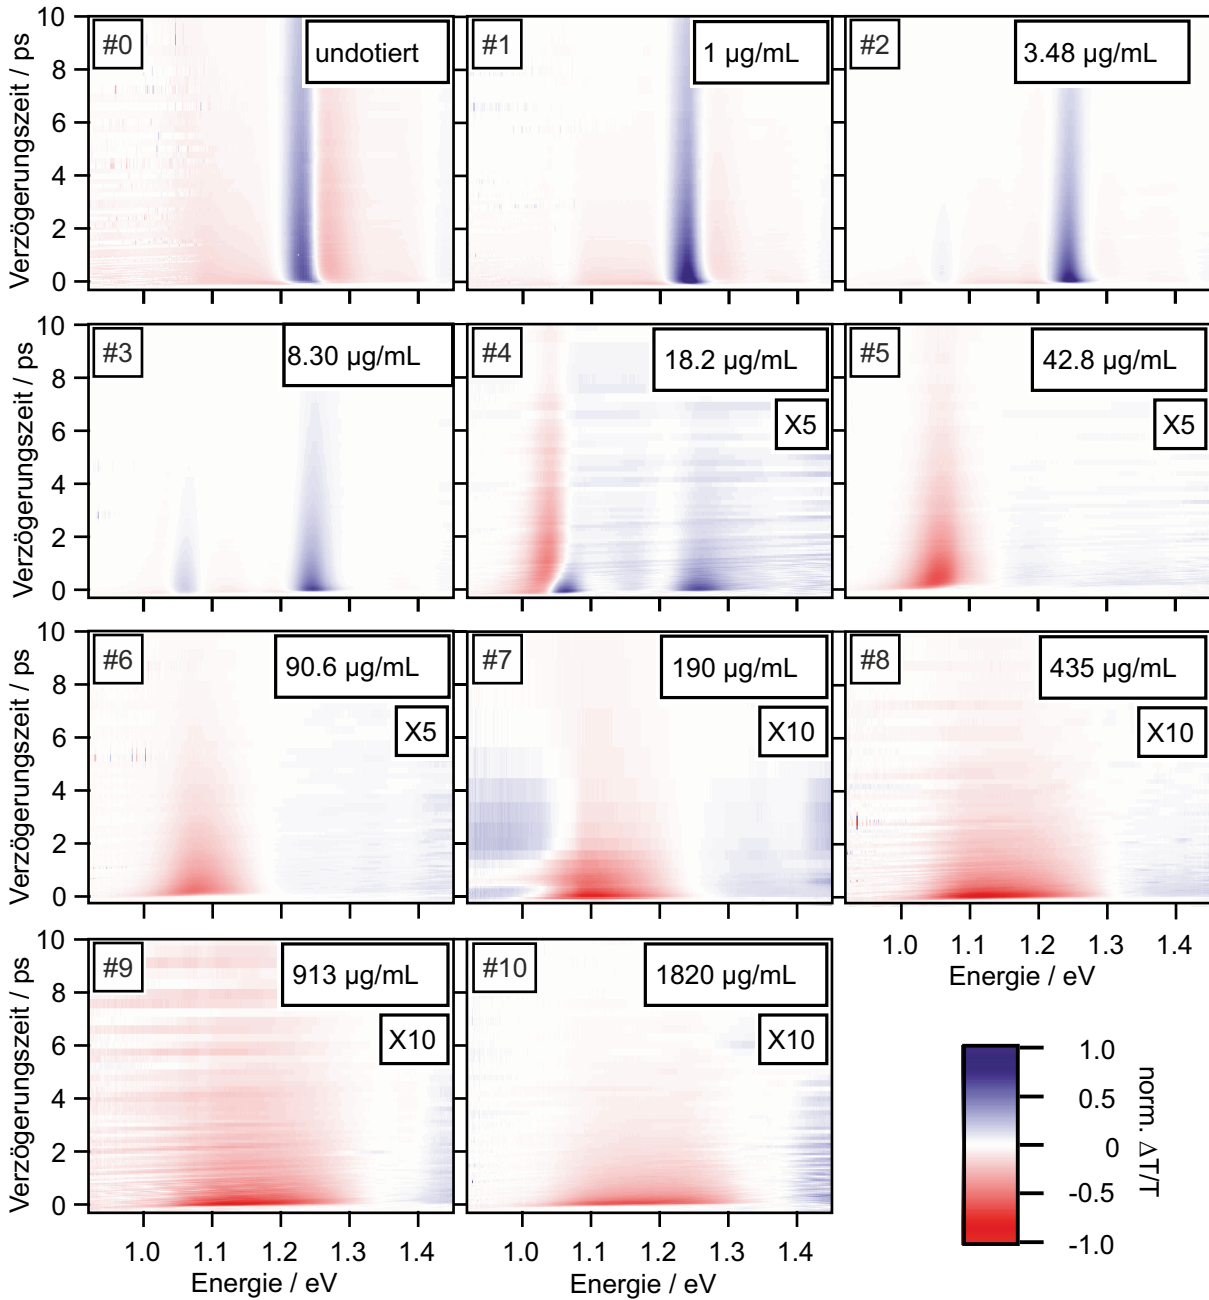 #0
undotiert
#1
1 µg/mL
#2
3.48 µg/mL
10
8
6
4
2
0
Verzögerungszeit / ps
#3
8.30 µg/mL
#4
18.2 µg/mL
X5
#5
42.8 µg/mL
X5
10
8
6
4
2
0
Verzögerungszeit / ps
#6
90.6 µg/mL
X5
#7
190 µg/mL
X10
#8
435 µg/mL
X10
10
8
6
4
2
0
Verzögerungszeit / ps
1.0 1.1 1.2 1.3 1.4
Energie / eV
#9
913 µg/mL
X10
#10
1820 µg/mL
X10
10
8
6
4
2
0
Verzögerungszeit / ps
1.0 1.1 1.2 1.3 1.4
Energie / eV
1.0 1.1 1.2 1.3 1.4
Energie / eV
1.0
0.5
0
-0.5
-1.0
norm. ΔT/T